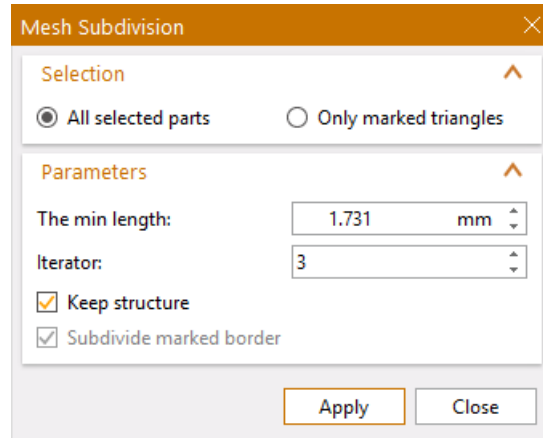 Mesh Subdivision
Selection
All selected parts Only marked triangles
Parameters
The min length: 1.731 mm
Iterator: 3
Keep structure
Subdivide marked border
Apply Close